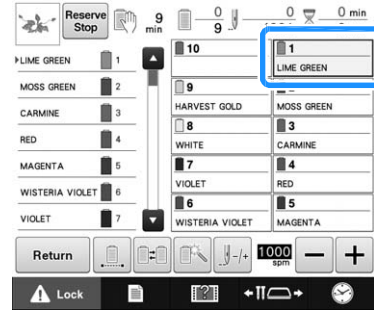 Reserve Stop
9 min
0
9
0
0 min
LIME GREEN 1
MOSS GREEN 2
CARMINE 3
RED 4
MAGENTA 5
WISTERIA VIOLET 6
VIOLET 7
10
1
LIME GREEN
9
HARVEST GOLD
MOSS GREEN
8
WHITE
3
CARMINE
7
VIOLET
4
RED
6
WISTERIA VIOLET
5
MAGENTA
Return
-/+
1000 spm
− +
Lock
?